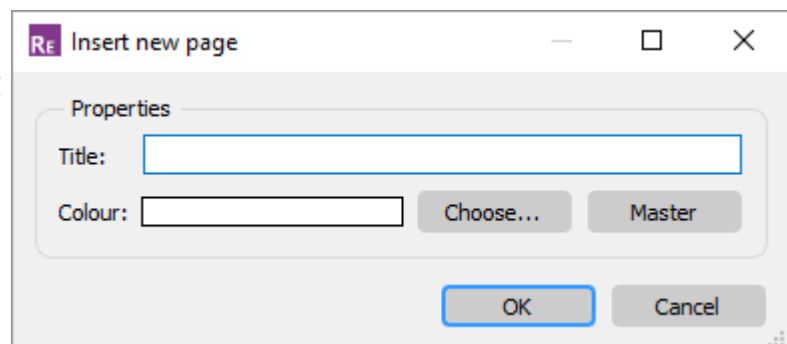 RE Insert new page
Properties
Title:
Colour: Choose... Master
OK Cancel